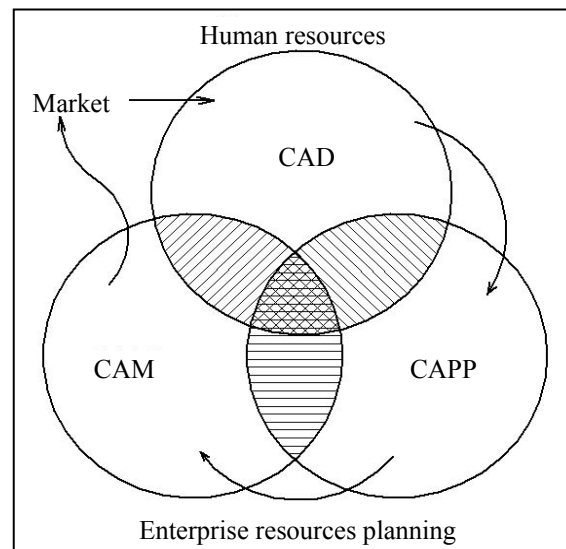 Human resources
Market
CAD
CAM
CAPP
Enterprise resources planning